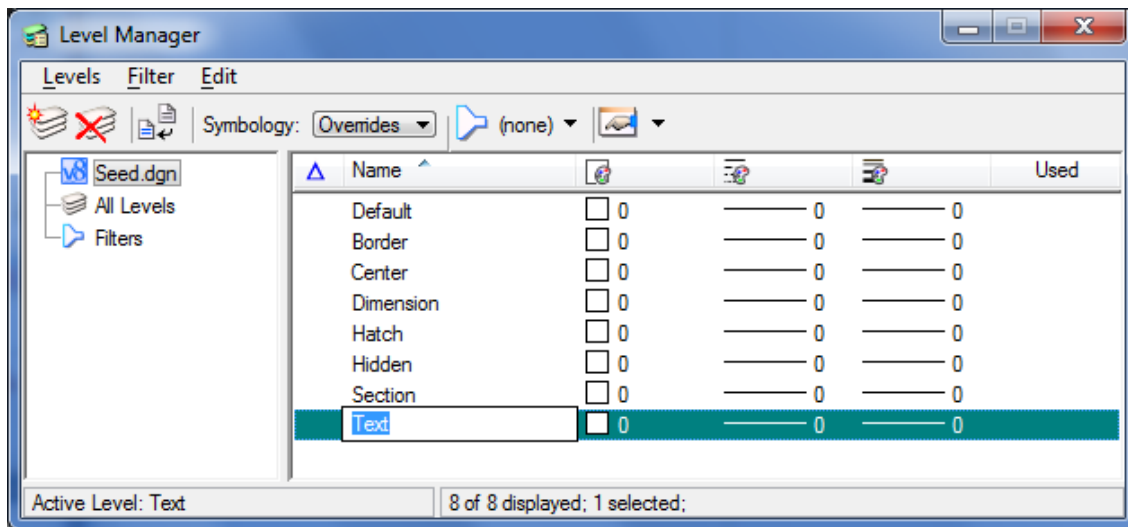 Level Manager
Levels Filter Edit
Symbology: Overrides (none)
v8 Seed.dgn
All Levels
Filters
Name Used
Default 0 0 0
Border 0 0 0
Center 0 0 0
Dimension 0 0 0
Hatch 0 0 0
Hidden 0 0 0
Section 0 0 0
Text 0 0 0
Active Level: Text 8 of 8 displayed; 1 selected;